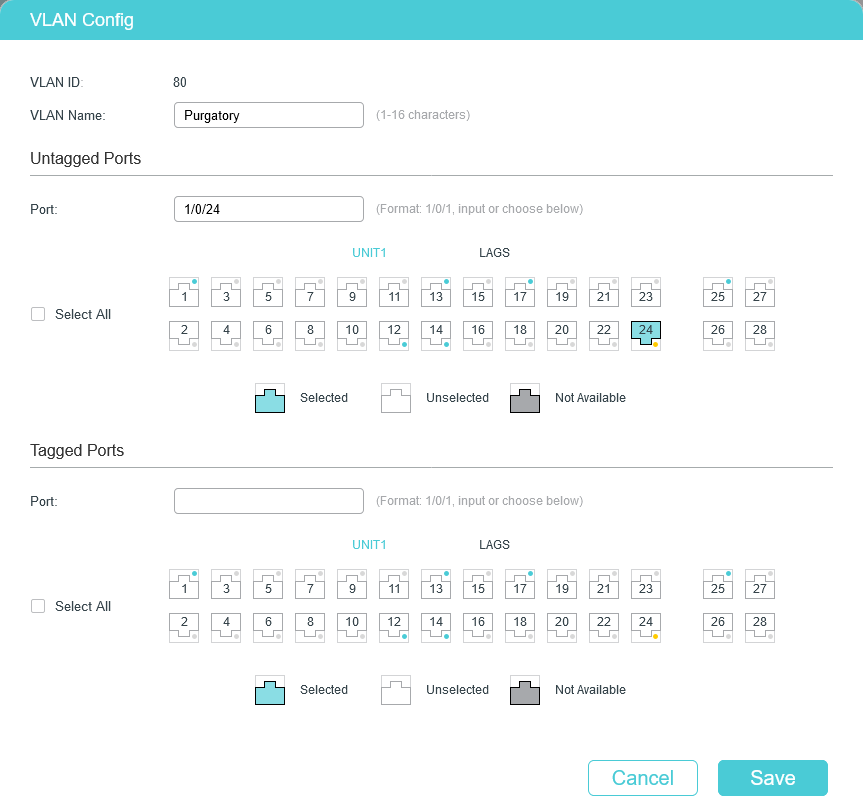 VLAN Config
VLAN ID: 80
VLAN Name: Purgatory (1-16 characters)
Untagged Ports
Port: 1/0/24 (Format: 1/0/1, input or choose below)
UNIT1 LAGS
1 3 5 7 9 11 13 15 17 19 21 23 25 27
Select All
2 4 6 8 10 12 14 16 18 20 22 24 26 28
Selected Unselected Not Available
Tagged Ports
Port: (Format: 1/0/1, input or choose below)
UNIT1 LAGS
1 3 5 7 9 11 13 15 17 19 21 23 25 27
Select All
2 4 6 8 10 12 14 16 18 20 22 24 26 28
Selected Unselected Not Available
Cancel Save